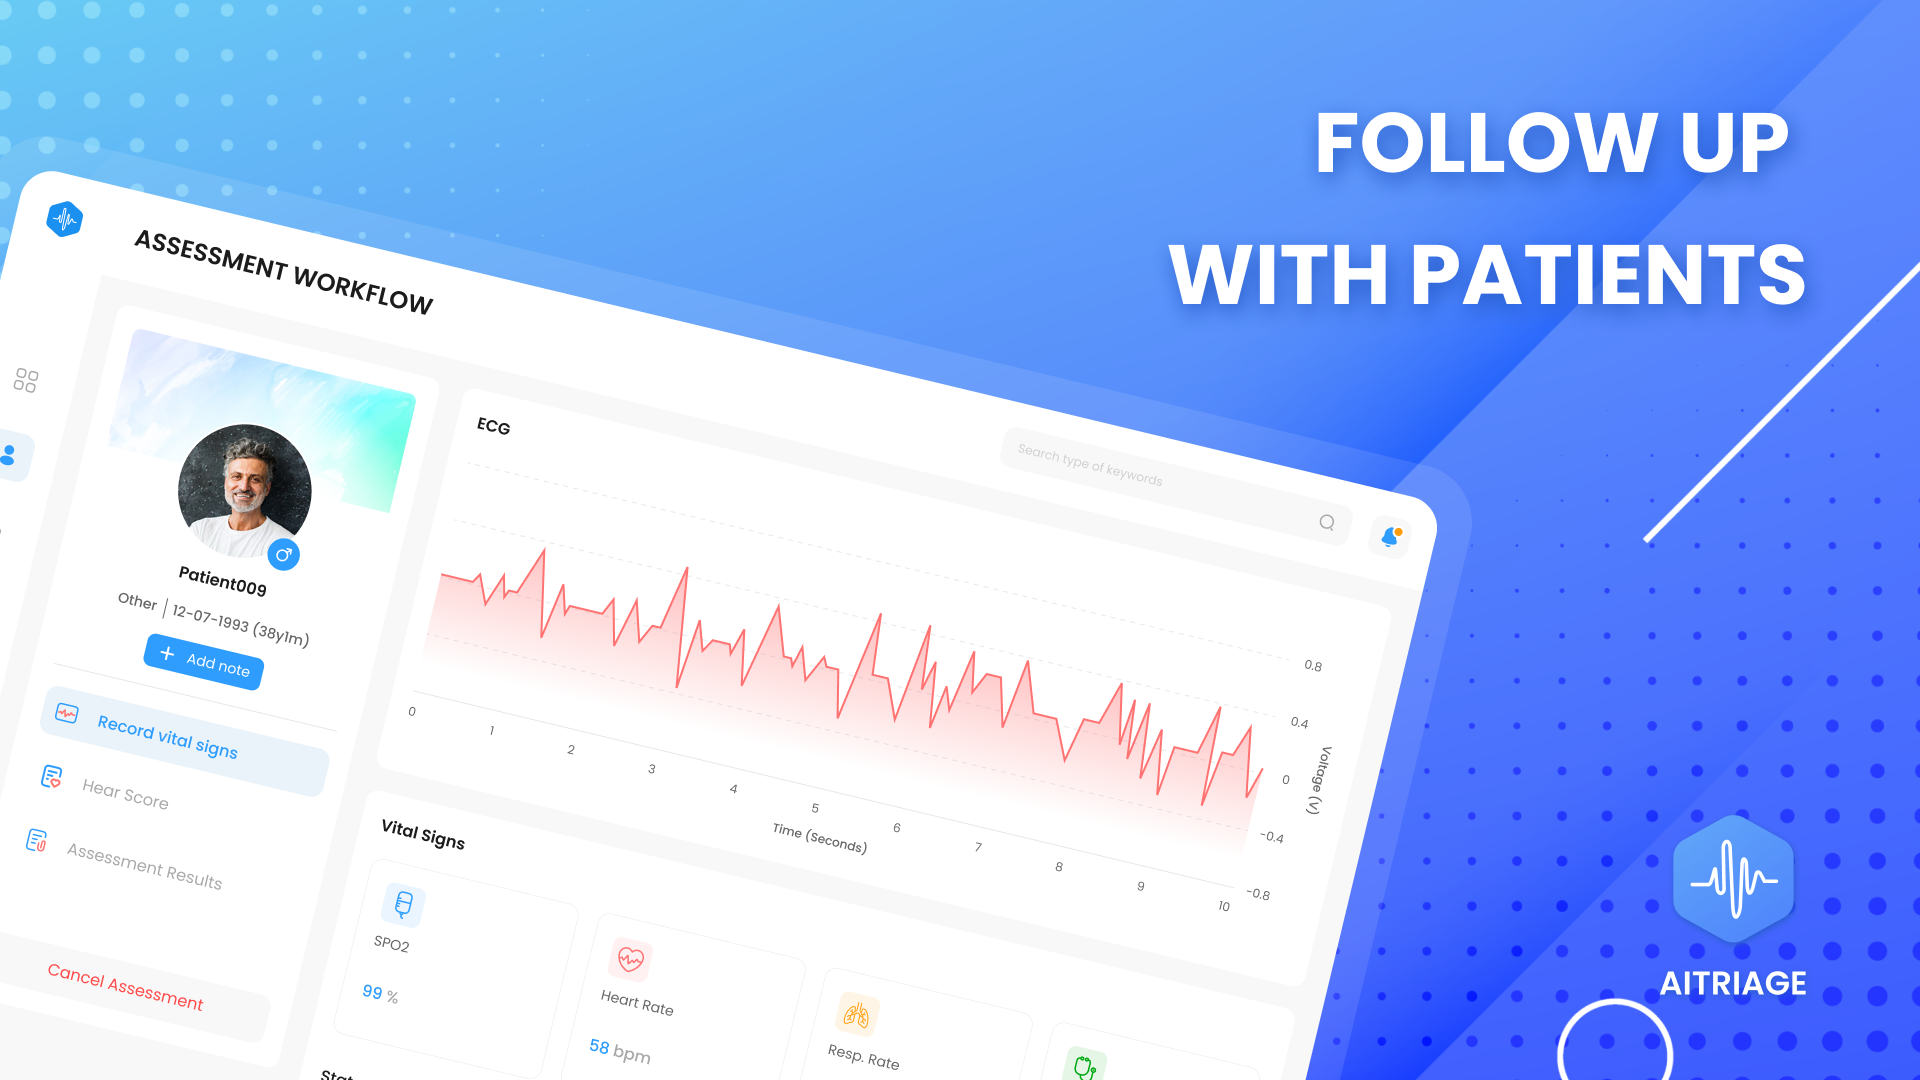 FOLLOW UP
WITH PATIENTS
ASSESSMENT WORKFLOW
Search type of keywords
Patient009
Other | 12-07-1993 (38y1m)
+ Add note
Record vital signs
Hear Score
Assessment Results
Cancel Assessment
ECG
0.8
0.4
0
-0.4
-0.8
Voltage (V)
0 1 2 3 4 5 6 7 8 9 10
Time (Seconds)
Vital Signs
SPO2
99 %
Heart Rate
58 bpm
Resp. Rate
AITRIAGE